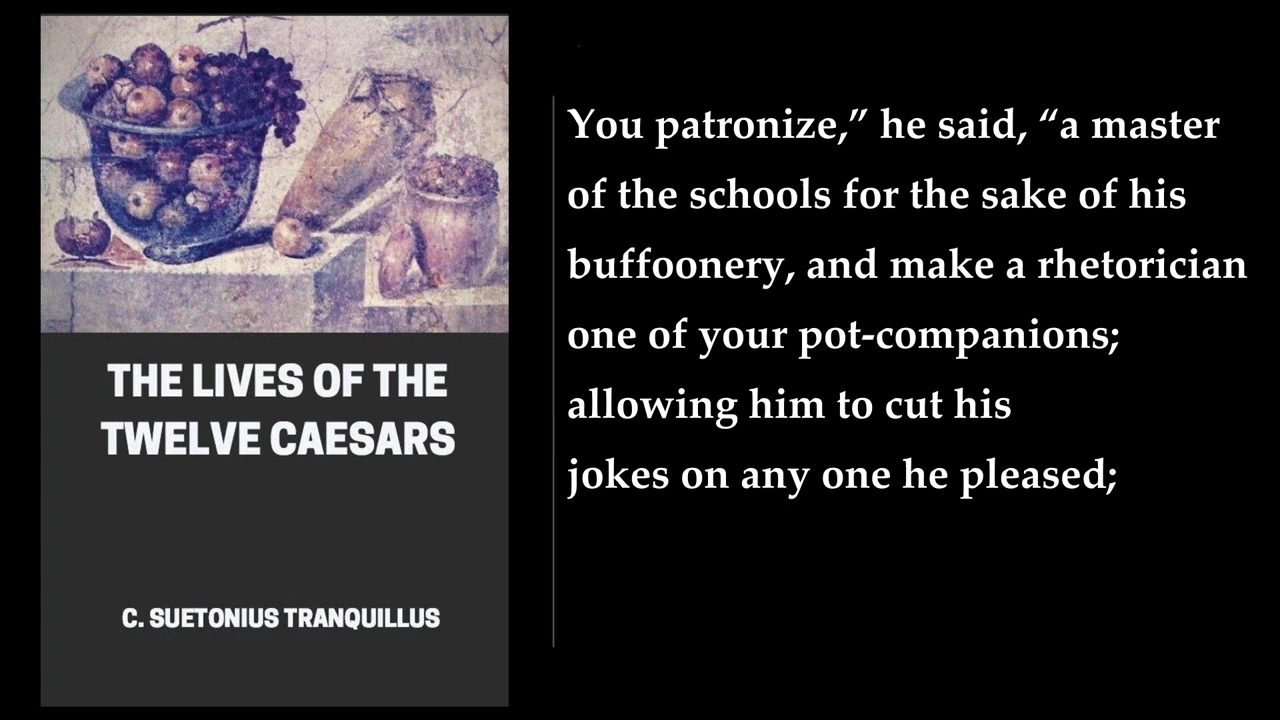 THE LIVES OF THE
TWELVE CAESARS
C. SUETONIUS TRANQUILLUS
You patronize,” he said, “a master
of the schools for the sake of his
buffoonery, and make a rhetorician
one of your pot-companions;
allowing him to cut his
jokes on any one he pleased;